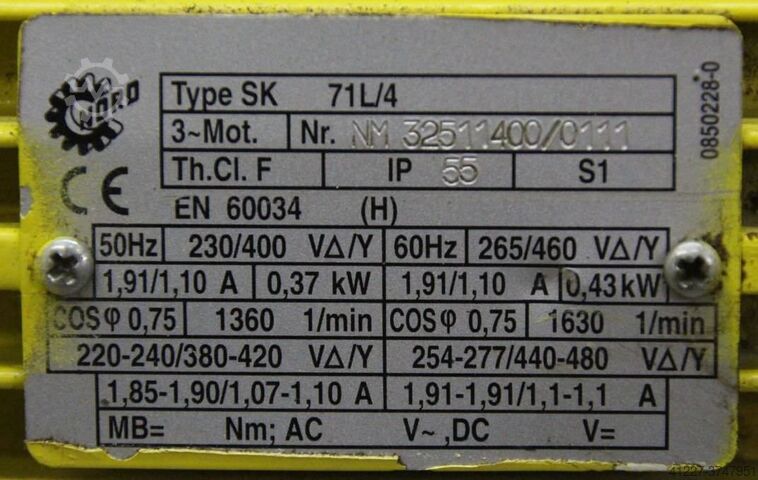 NORD
Type SK 71L/4
3~Mot. Nr. NM 32511400/0111
Th.Cl. F IP 55 S1
CE EN 60034 (H)
50Hz 230/400 VΔ/Y 60Hz 265/460 VΔ/Y
1,91/1,10 A 0,37 kW 1,91/1,10 A 0,43kW
COSφ 0,75 1360 1/min COSφ 0,75 1630 1/min
220-240/380-420 VΔ/Y 254-277/440-480 VΔ/Y
1,85-1,90/1,07-1,10 A 1,91-1,91/1,1-1,1 A
MB= Nm; AC V~ ,DC V=
0850228-0
41227-3747951